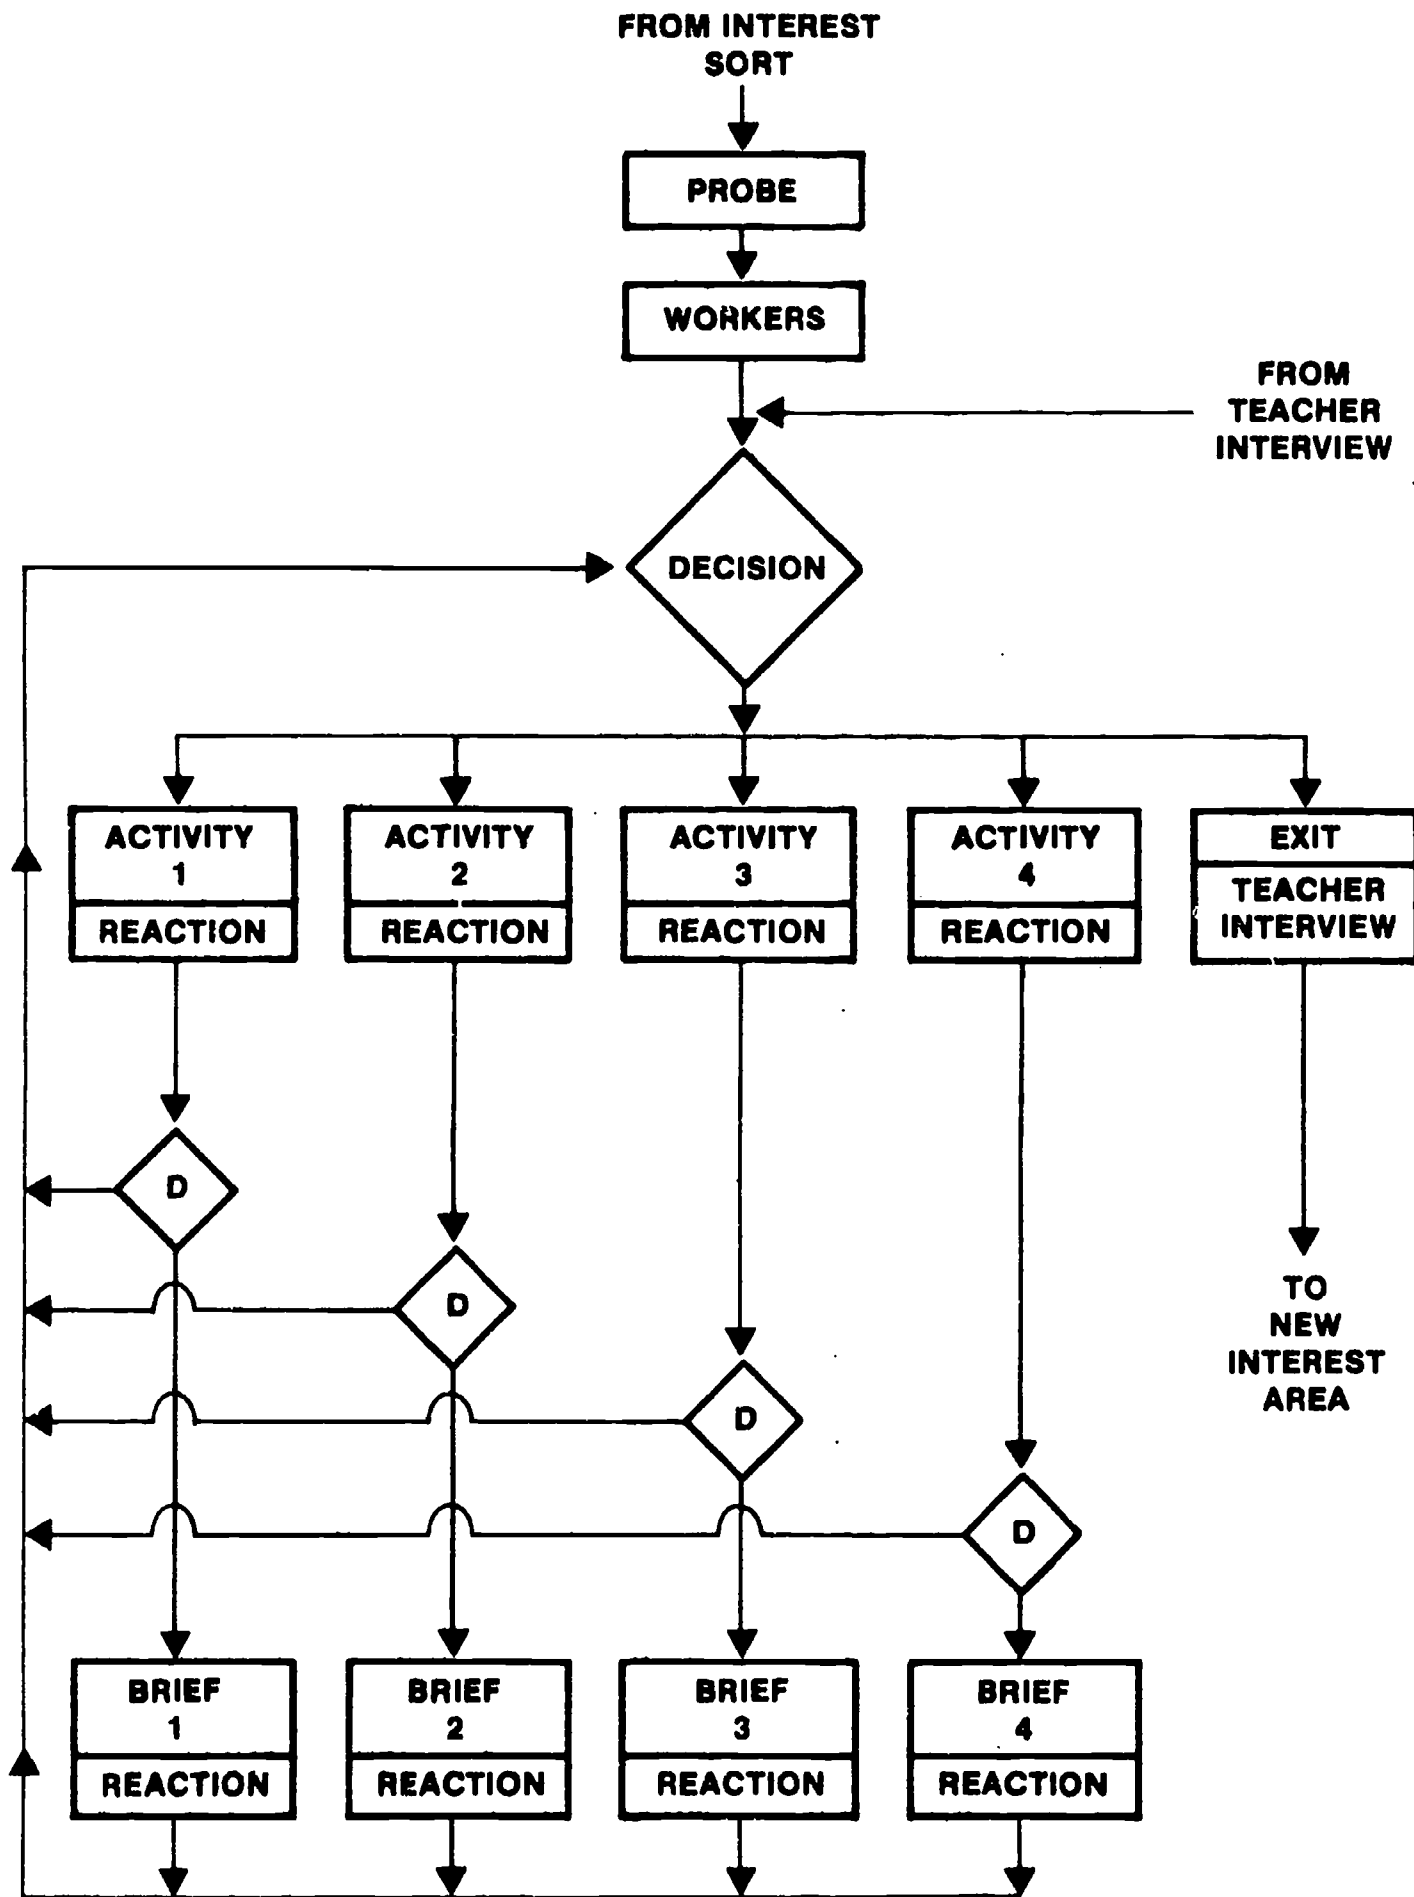 FROM INTEREST
SORT
PROBE
WORKERS
FROM
TEACHER
INTERVIEW
DECISION
ACTIVITY
1
REACTION
ACTIVITY
2
REACTION
ACTIVITY
3
REACTION
ACTIVITY
4
REACTION
EXIT
TEACHER
INTERVIEW
D
D
D
D
TO
NEW
INTEREST
AREA
BRIEF
1
REACTION
BRIEF
2
REACTION
BRIEF
3
REACTION
BRIEF
4
REACTION